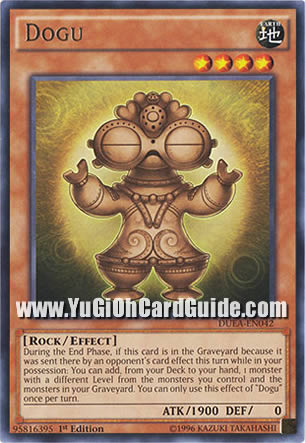 DOGU
EARTH
地
www.YuGiOhCardGuide.com
DUEA-EN042
[ROCK/EFFECT]
During the End Phase, if this card is in the Graveyard because it
was sent there by an opponent's card effect this turn while in your
possession: You can add, from your Deck to your hand, 1 monster
with a different Level from the monsters you control and the
monsters in your Graveyard. You can only use this effect of "Dogu"
once per turn.
ATK/1900 DEF/ 0
95816395 1st Edition ©1996 KAZUKI TAKAHASHI